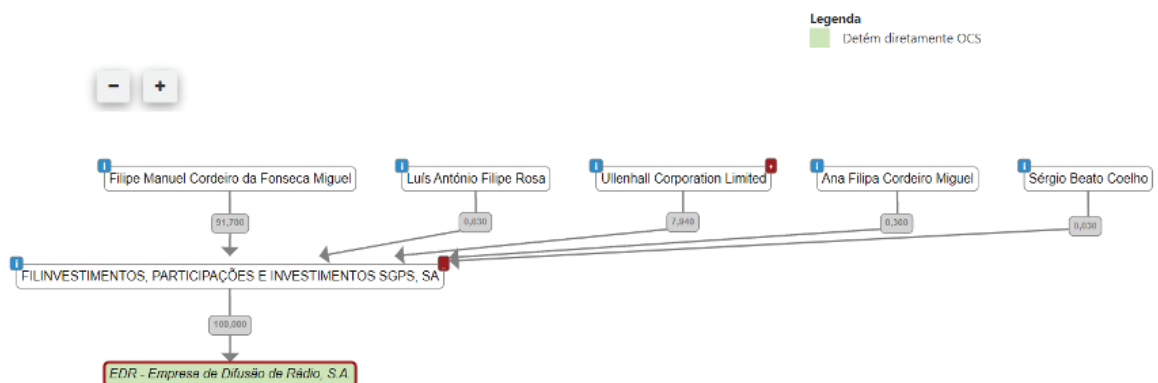 Legenda
Detém diretamente OCS
− +
Filipe Manuel Cordeiro da Fonseca Miguel
Luís António Filipe Rosa
Ullenhall Corporation Limited
Ana Filipa Cordeiro Miguel
Sérgio Beato Coelho
91,700
0,030
7,940
0,300
0,030
FILINVESTIMENTOS, PARTICIPAÇÕES E INVESTIMENTOS SGPS, SA
100,000
EDR - Empresa de Difusão de Rádio, S.A.